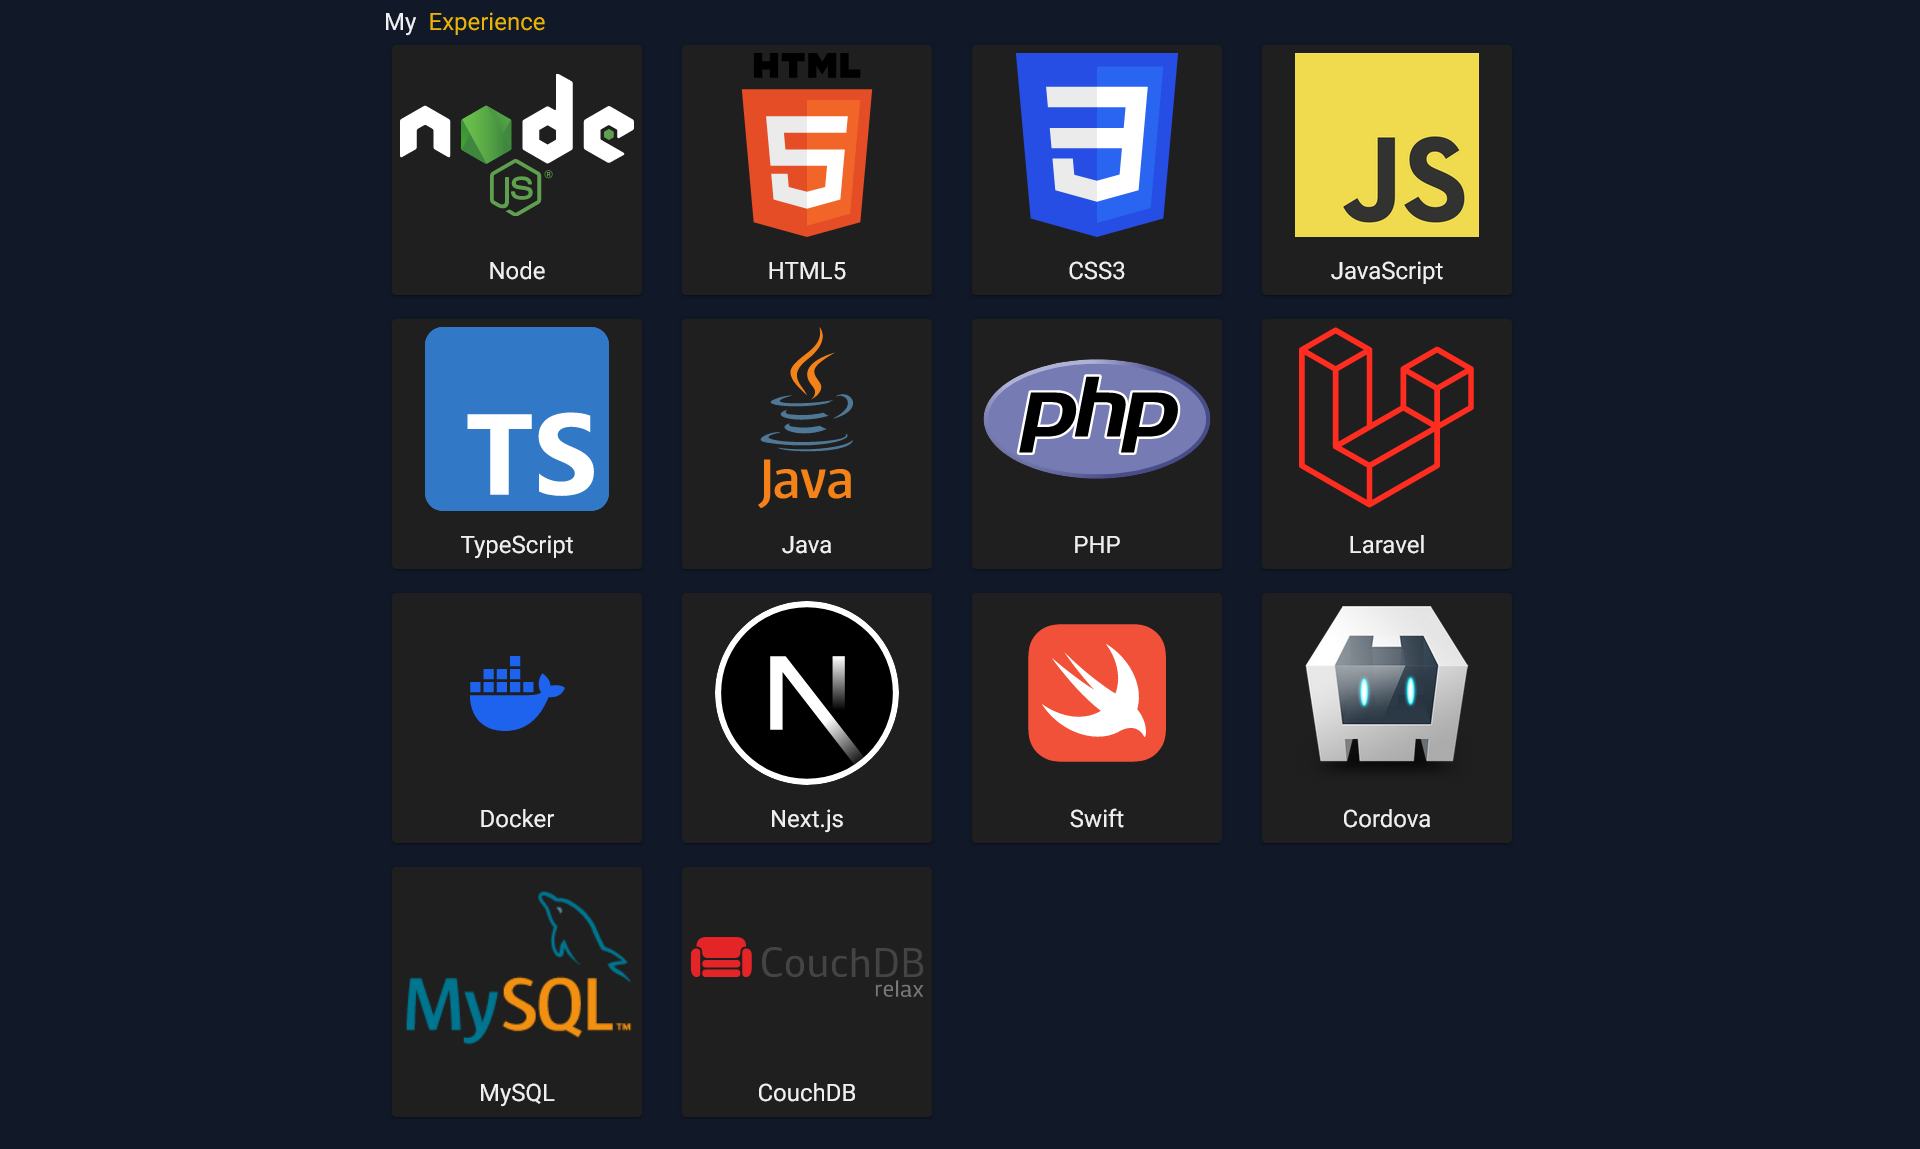 My Experience
node
JS®
Node
HTML
5
HTML5
3
CSS3
JS
JavaScript
TS
TypeScript
Java
Java
php
PHP
Laravel
Docker
N
Next.js
Swift
Cordova
MySQL™
MySQL
CouchDB
relax
CouchDB